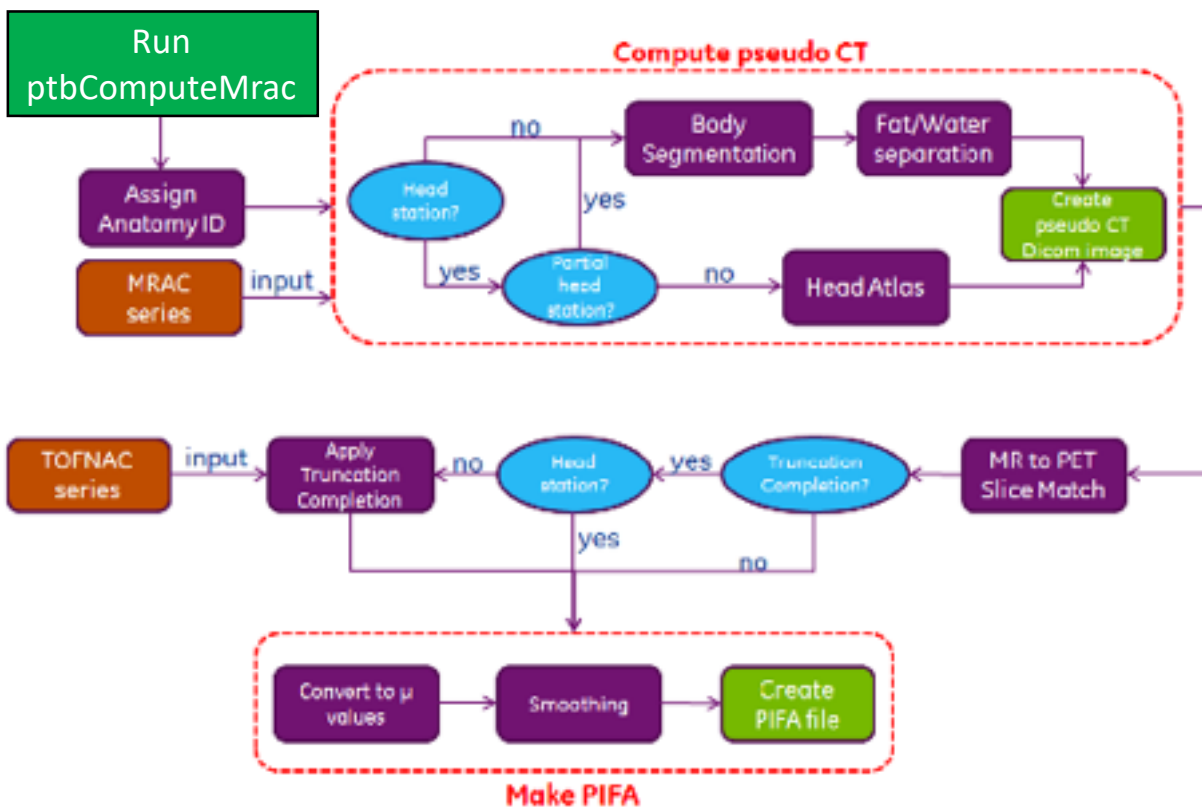 Run
ptbComputeMrac
Compute pseudo CT
Assign
Anatomy ID
MRAC
series
input
Head
station?
no
yes
Partial
head
station?
yes
no
Body
Segmentation
Fat/Water
separation
Head Atlas
Create
pseudo CT
Dicom image
TOFNAC
series
input
Apply
Truncation
Completion
no
Head
station?
yes
yes
Truncation
Completion?
no
MR to PET
Slice Match
Convert to µ
values
Smoothing
Create
PIFA file
Make PIFA